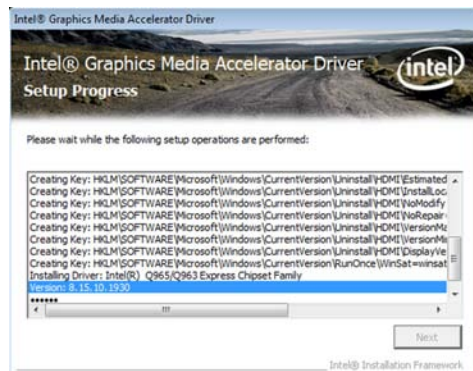 Intel® Graphics Media Accelerator Driver
Intel® Graphics Media Accelerator Driver
intel
Setup Progress
Please wait while the following setup operations are performed:
Creating Key: HKLM\SOFTWARE\Microsoft\Windows\CurrentVersion\Uninstall\HDMI\Estimated
Creating Key: HKLM\SOFTWARE\Microsoft\Windows\CurrentVersion\Uninstall\HDMI\InstallLoc
Creating Key: HKLM\SOFTWARE\Microsoft\Windows\CurrentVersion\Uninstall\HDMI\NoModify
Creating Key: HKLM\SOFTWARE\Microsoft\Windows\CurrentVersion\Uninstall\HDMI\NoRepair
Creating Key: HKLM\SOFTWARE\Microsoft\Windows\CurrentVersion\Uninstall\HDMI\VersionMa
Creating Key: HKLM\SOFTWARE\Microsoft\Windows\CurrentVersion\Uninstall\HDMI\VersionMi
Creating Key: HKLM\SOFTWARE\Microsoft\Windows\CurrentVersion\Uninstall\HDMI\DisplayVe
Creating Key: HKLM\SOFTWARE\Microsoft\Windows\CurrentVersion\RunOnce\WinSat=winsat
Installing Driver: Intel(R) Q965/Q963 Express Chipset Family
Version: 8.15.10.1930
******
Next
Intel® Installation Framework